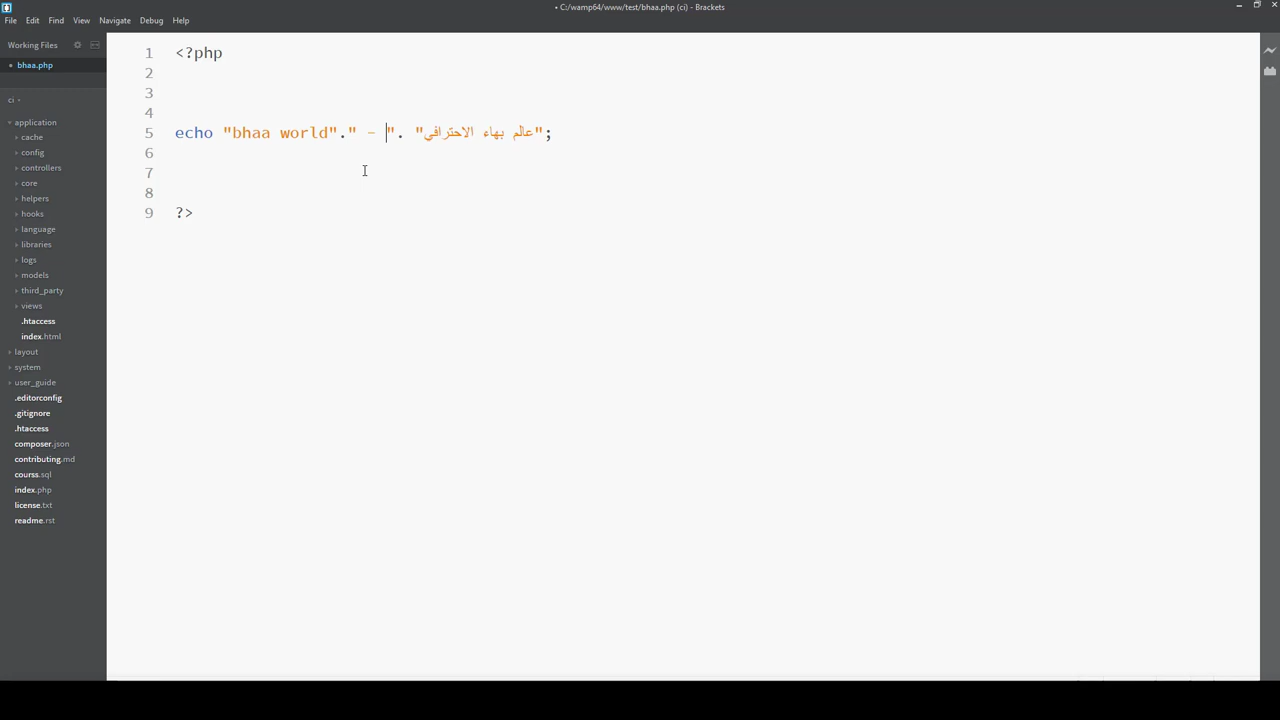 • C:/wamp64/www/test/bhaa.php (ci) - Brackets
File Edit Find View Navigate Debug Help
Working Files
• bhaa.php
ci
application
cache
config
controllers
core
helpers
hooks
language
libraries
logs
models
third_party
views
.htaccess
index.html
layout
system
user_guide
.editorconfig
.gitignore
.htaccess
composer.json
contributing.md
courss.sql
index.php
license.txt
readme.rst
1 <?php
2
3
4
5 echo "bhaa world"." - ". "عالم بهاء الاحترافي";
6
7
8
9 ?>